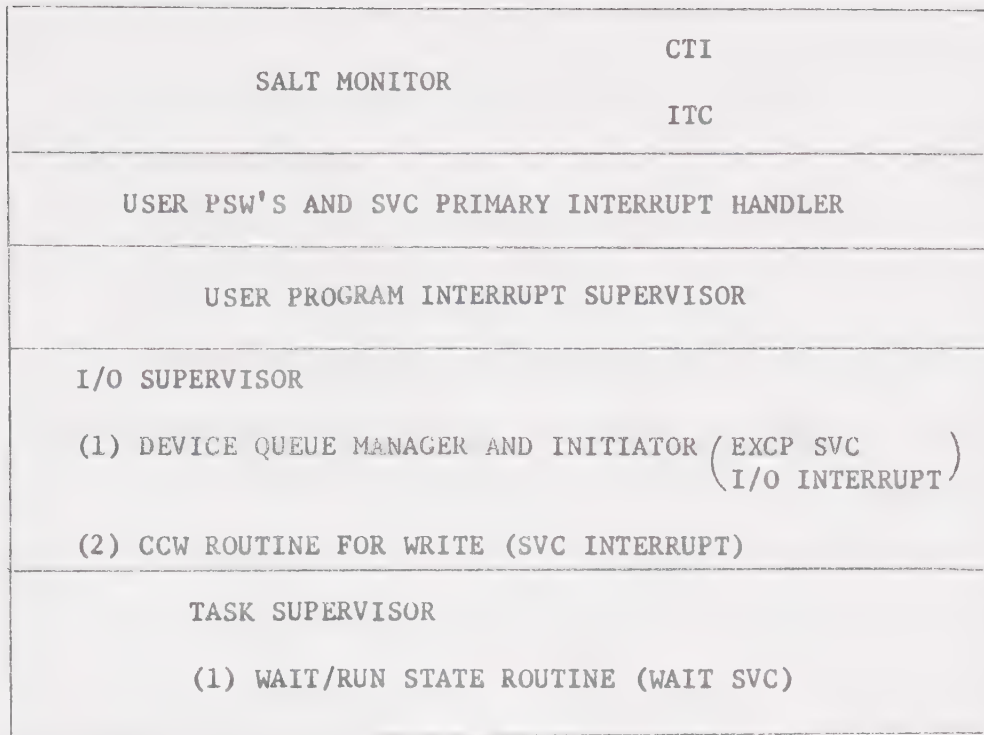 CTI
SALT MONITOR
ITC
USER PSW'S AND SVC PRIMARY INTERRUPT HANDLER
USER PROGRAM INTERRUPT SUPERVISOR
I/O SUPERVISOR
(1) DEVICE QUEUE MANAGER AND INITIATOR (EXCP SVC
I/O INTERRUPT)
(2) CCW ROUTINE FOR WRITE (SVC INTERRUPT)
TASK SUPERVISOR
(1) WAIT/RUN STATE ROUTINE (WAIT SVC)